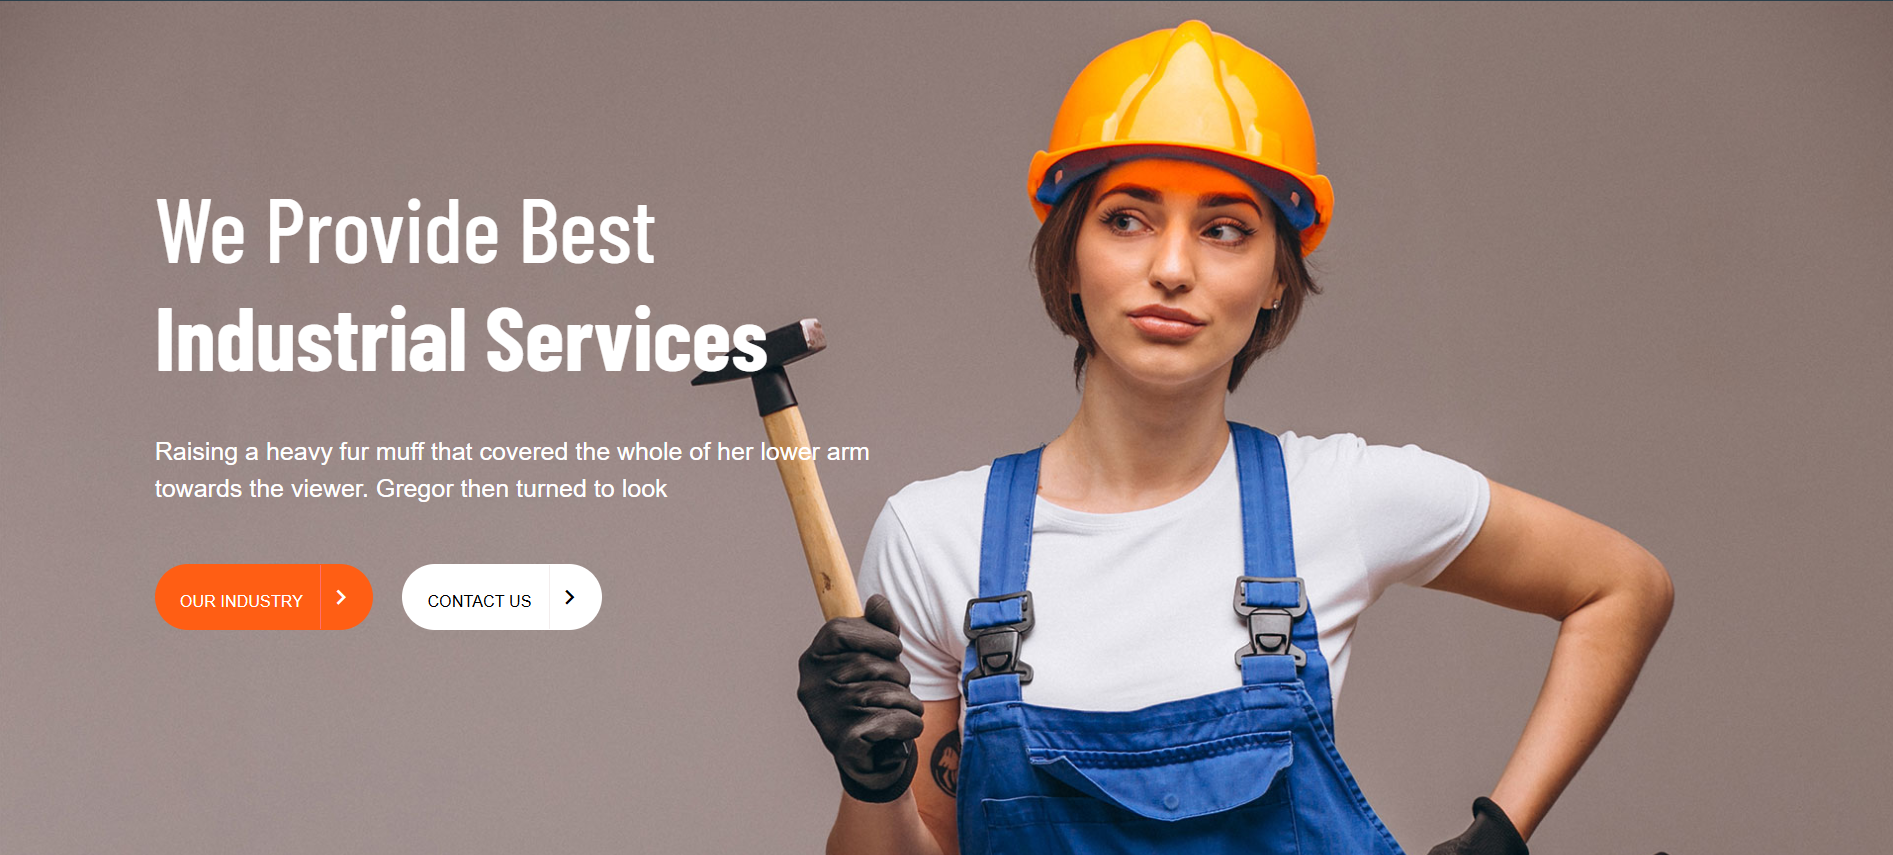 We Provide Best
Industrial Services
Raising a heavy fur muff that covered the whole of her lower arm
towards the viewer. Gregor then turned to look
OUR INDUSTRY
CONTACT US